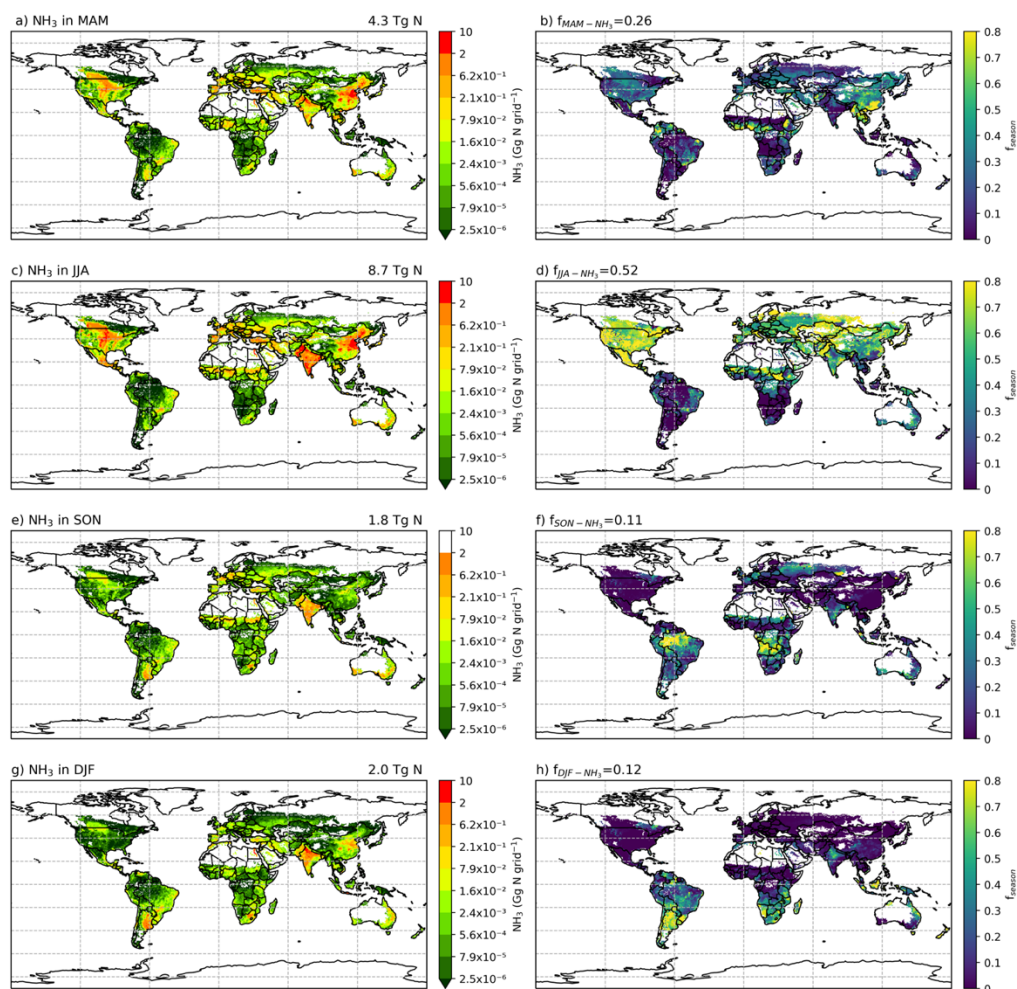 a) NH₃ in MAM 4.3 Tg N
10
2
6.2x10⁻¹
2.1x10⁻¹
7.9x10⁻²
1.6x10⁻²
2.4x10⁻³
5.6x10⁻⁴
7.9x10⁻⁵
2.5x10⁻⁶
NH₃ (Gg N grid⁻¹)
b) f_MAM−NH₃=0.26
0.8
0.7
0.6
0.5
0.4
0.3
0.2
0.1
0
f_season
c) NH₃ in JJA 8.7 Tg N
10
2
6.2x10⁻¹
2.1x10⁻¹
7.9x10⁻²
1.6x10⁻²
2.4x10⁻³
5.6x10⁻⁴
7.9x10⁻⁵
2.5x10⁻⁶
NH₃ (Gg N grid⁻¹)
d) f_JJA−NH₃=0.52
0.8
0.7
0.6
0.5
0.4
0.3
0.2
0.1
0
f_season
e) NH₃ in SON 1.8 Tg N
10
2
6.2x10⁻¹
2.1x10⁻¹
7.9x10⁻²
1.6x10⁻²
2.4x10⁻³
5.6x10⁻⁴
7.9x10⁻⁵
2.5x10⁻⁶
NH₃ (Gg N grid⁻¹)
f) f_SON−NH₃=0.11
0.8
0.7
0.6
0.5
0.4
0.3
0.2
0.1
0
f_season
g) NH₃ in DJF 2.0 Tg N
10
2
6.2x10⁻¹
2.1x10⁻¹
7.9x10⁻²
1.6x10⁻²
2.4x10⁻³
5.6x10⁻⁴
7.9x10⁻⁵
2.5x10⁻⁶
NH₃ (Gg N grid⁻¹)
h) f_DJF−NH₃=0.12
0.8
0.7
0.6
0.5
0.4
0.3
0.2
0.1
0
f_season